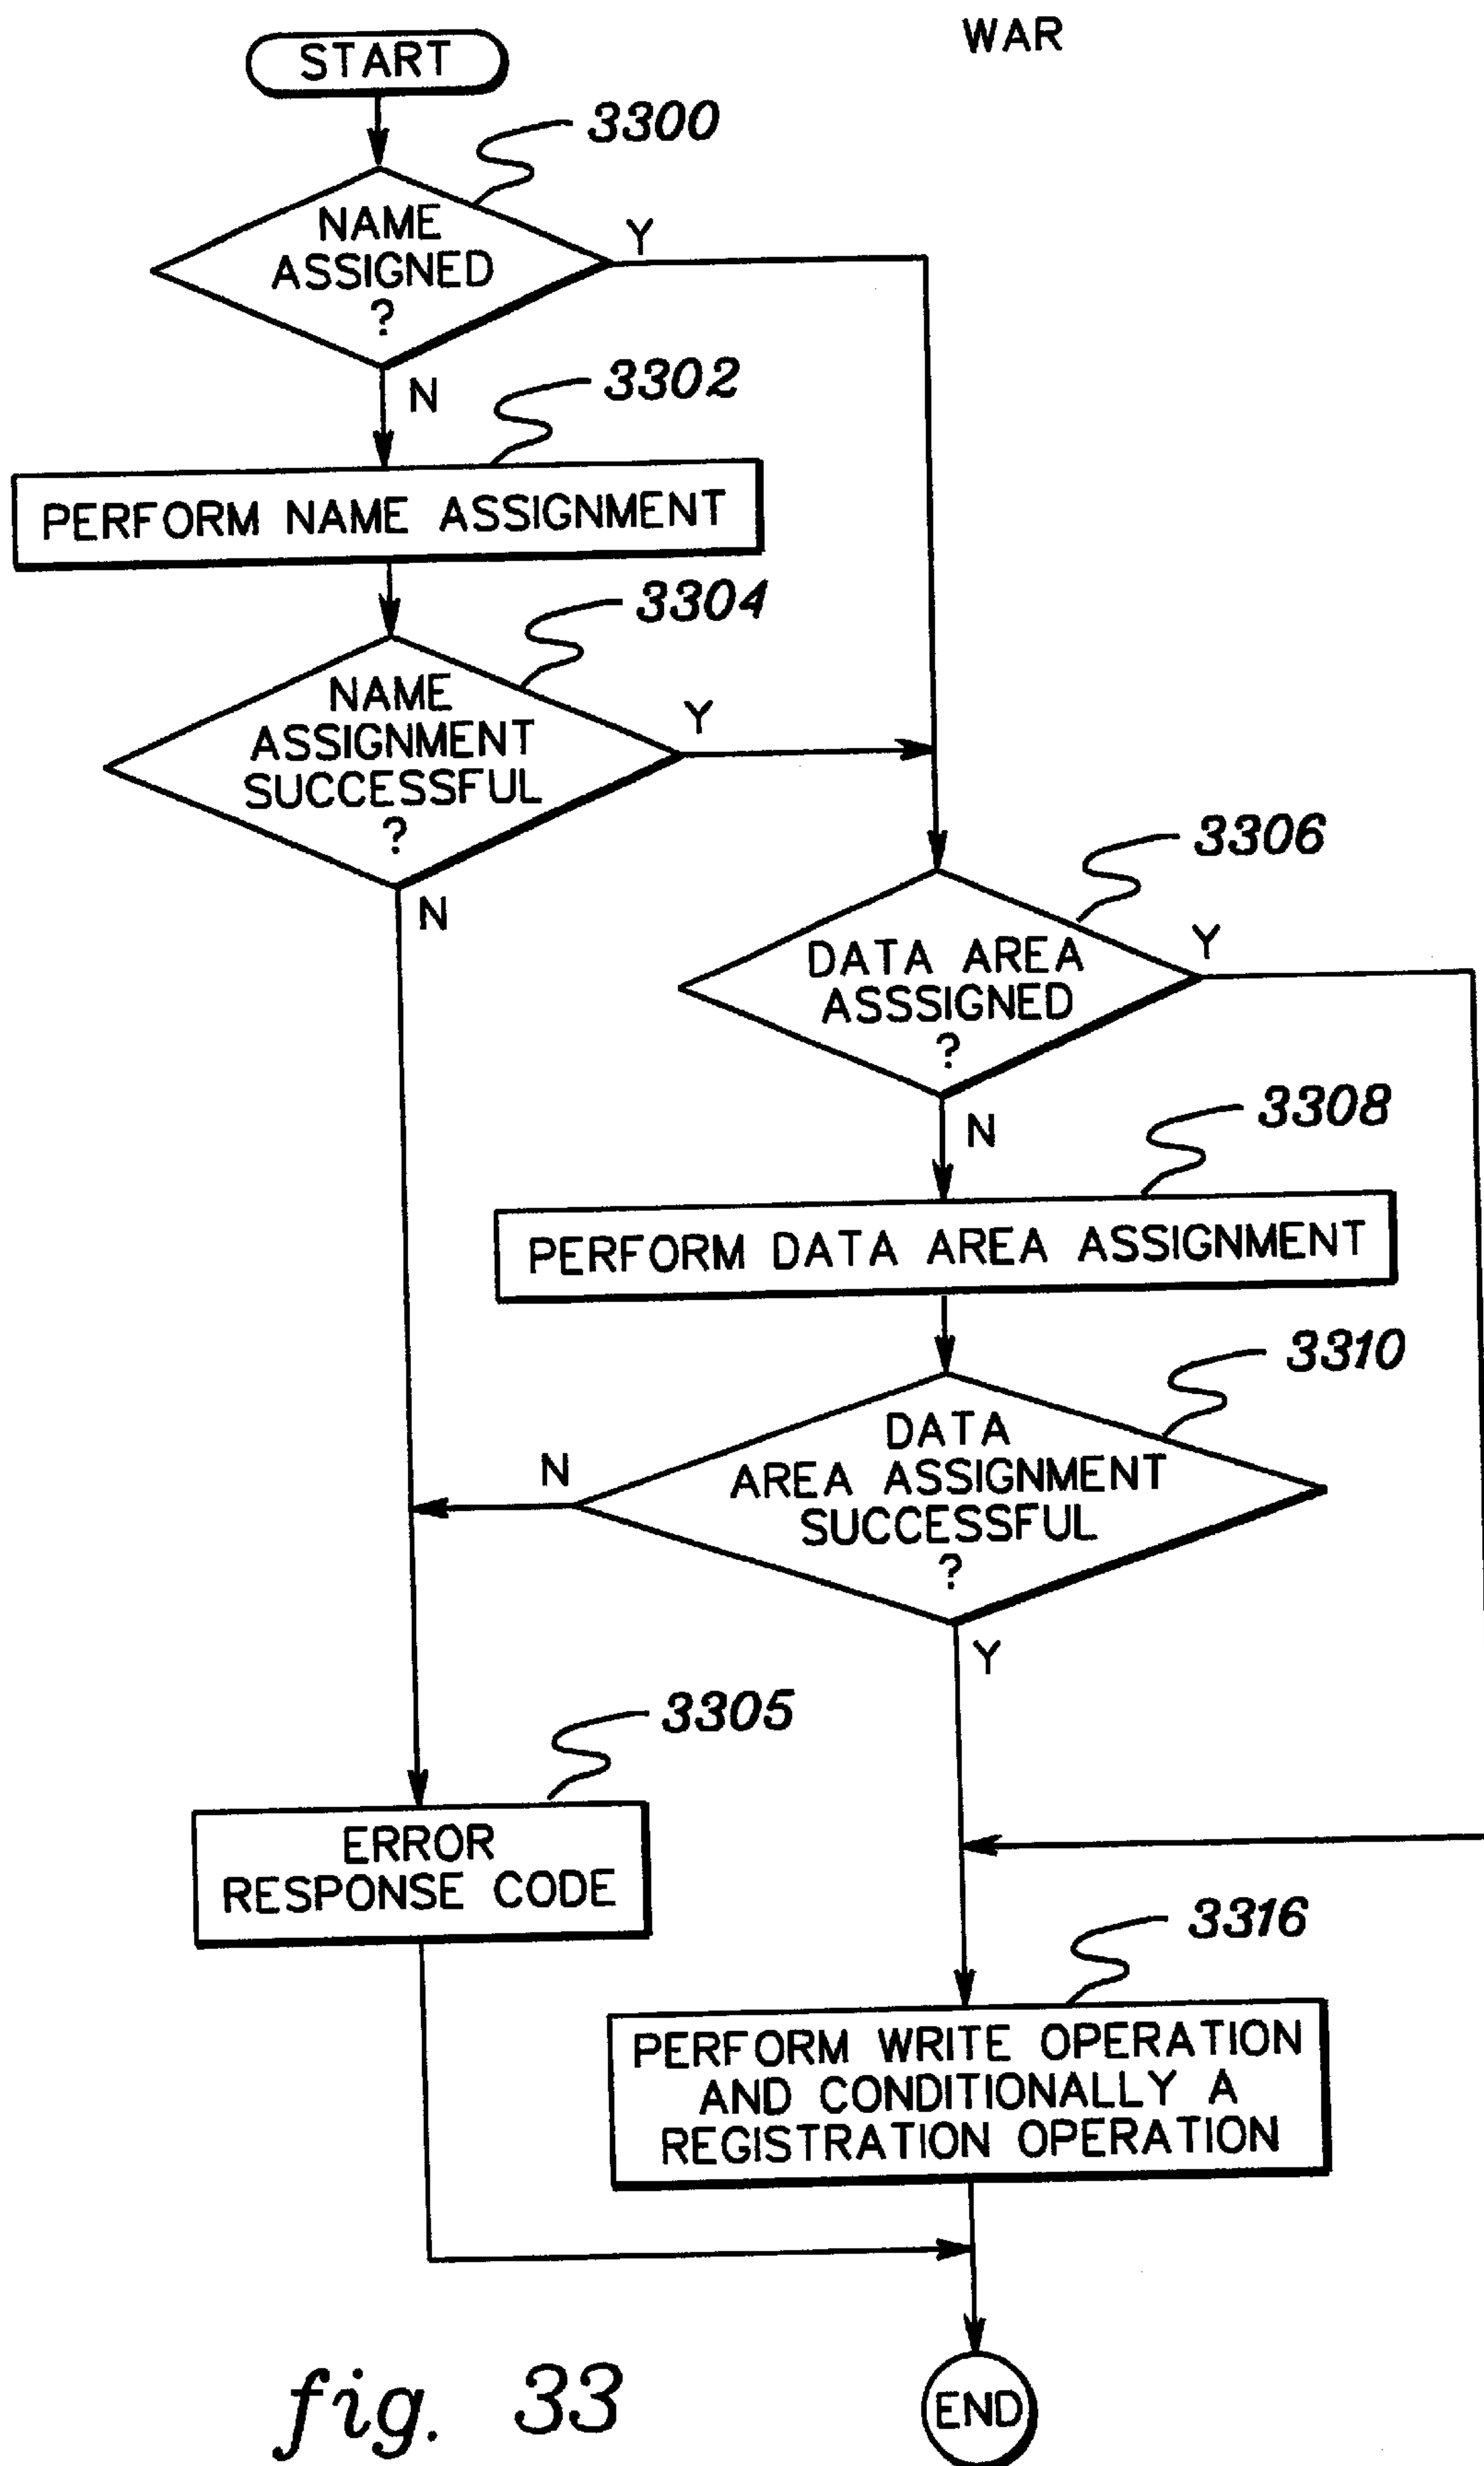 WAR
START
3300
NAME
ASSIGNED
?
Y
N
3302
PERFORM NAME ASSIGNMENT
3304
NAME
ASSIGNMENT
SUCCESSFUL
?
Y
N
3306
DATA AREA
ASSSIGNED
?
Y
N
3308
PERFORM DATA AREA ASSIGNMENT
3310
DATA
AREA ASSIGNMENT
SUCCESSFUL
?
N
Y
3305
ERROR
RESPONSE CODE
3316
PERFORM WRITE OPERATION
AND CONDITIONALLY A
REGISTRATION OPERATION
END
fig. 33